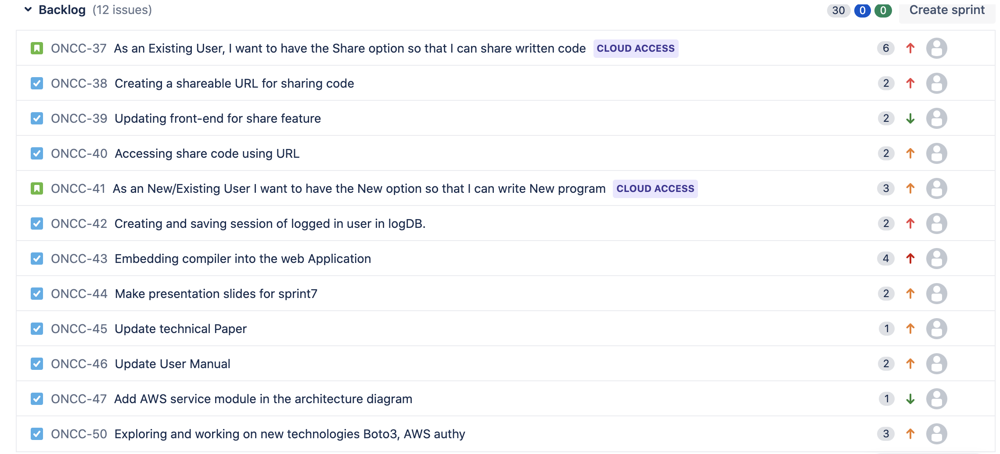 Backlog (12 issues) 30 0 0 Create sprint
ONCC-37 As an Existing User, I want to have the Share option so that I can share written code CLOUD ACCESS 6
ONCC-38 Creating a shareable URL for sharing code 2
ONCC-39 Updating front-end for share feature 2
ONCC-40 Accessing share code using URL 2
ONCC-41 As an New/Existing User I want to have the New option so that I can write New program CLOUD ACCESS 3
ONCC-42 Creating and saving session of logged in user in logDB. 2
ONCC-43 Embedding compiler into the web Application 4
ONCC-44 Make presentation slides for sprint7 2
ONCC-45 Update technical Paper 1
ONCC-46 Update User Manual 2
ONCC-47 Add AWS service module in the architecture diagram 1
ONCC-50 Exploring and working on new technologies Boto3, AWS authy 3